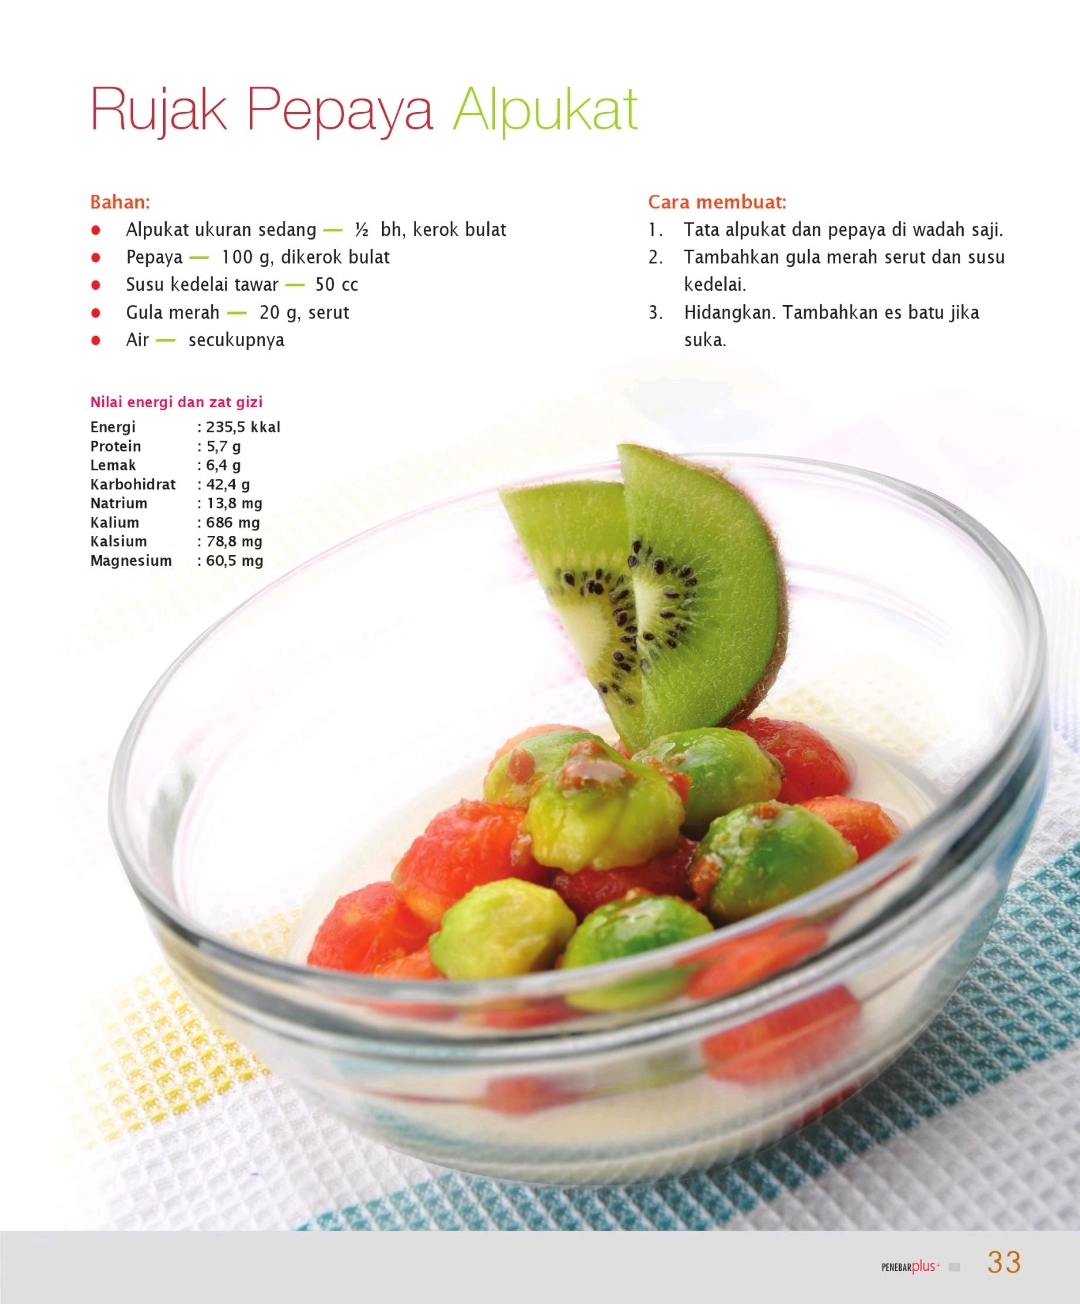 Rujak Pepaya Alpukat
Bahan:
● Alpukat ukuran sedang — ½ bh, kerok bulat
● Pepaya — 100 g, dikerok bulat
● Susu kedelai tawar — 50 cc
● Gula merah — 20 g, serut
● Air — secukupnya
Cara membuat:
1. Tata alpukat dan pepaya di wadah saji.
2. Tambahkan gula merah serut dan susu
kedelai.
3. Hidangkan. Tambahkan es batu jika
suka.
Nilai energi dan zat gizi
Energi : 235,5 kkal
Protein : 5,7 g
Lemak : 6,4 g
Karbohidrat : 42,4 g
Natrium : 13,8 mg
Kalium : 686 mg
Kalsium : 78,8 mg
Magnesium : 60,5 mg
PENEBARplus+ 33